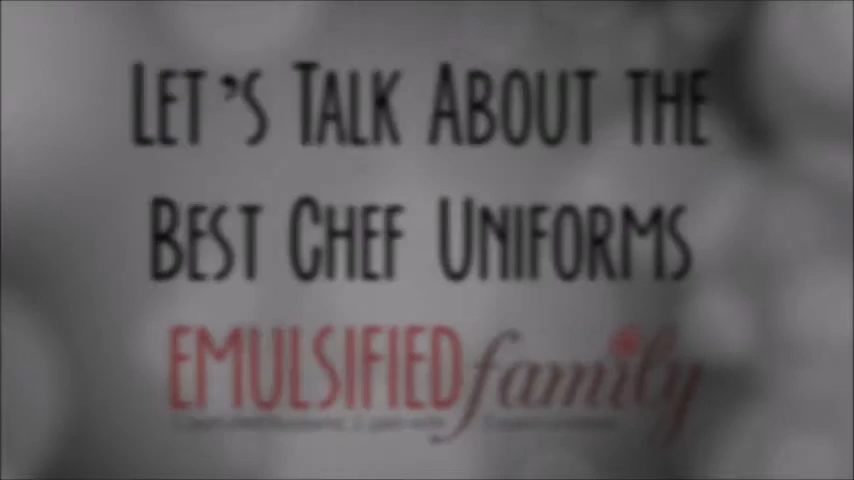 Let's Talk About the
Best Chef Uniforms
EMULSIFIED family